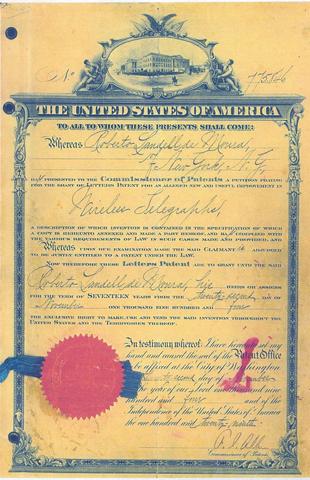 No 775,846
THE UNITED STATES OF AMERICA
TO ALL TO WHOM THESE PRESENTS SHALL COME:
Whereas Roberto Landell de Moura,
of
New York, N. Y.
PRESENTED TO THE Commissioner of Patents A PETITION PRAYING
FOR THE GRANT OF LETTERS PATENT FOR AN ALLEGED NEW AND USEFUL IMPROVEMENT IN
Wireless Telegraphs,
A DESCRIPTION OF WHICH INVENTION IS CONTAINED IN THE SPECIFICATION OF WHICH
A COPY IS HEREUNTO ANNEXED AND MADE A PART HEREOF, AND COMPLIED WITH
THE VARIOUS REQUIREMENTS OF LAW IN SUCH CASES MADE AND PROVIDED, AND
Whereas UPON DUE EXAMINATION MADE THE SAID CLAIMANT is ADJUDGED
TO BE JUSTLY ENTITLED TO A PATENT UNDER THE LAW.
NOW THEREFORE THESE Letters Patent ARE TO GRANT UNTO THE SAID
Roberto Landell de Moura, his HEIRS OR ASSIGNS
FOR THE TERM OF SEVENTEEN YEARS FROM THE twenty-second DAY OF
November ONE THOUSAND NINE HUNDRED AND four
THE EXCLUSIVE RIGHT TO MAKE, USE AND VEND THE SAID INVENTION THROUGHOUT THE
UNITED STATES AND THE TERRITORIES THEREOF.
In testimony whereof I have hereunto set my
hand and caused the seal of the Patent Office
to be affixed at the City of Washington
this twenty-second day of November
in the year of our Lord one thousand nine
hundred and four and of the
Independence of the United States of America
the one hundred and twenty-ninth.
Commissioner of Patents.